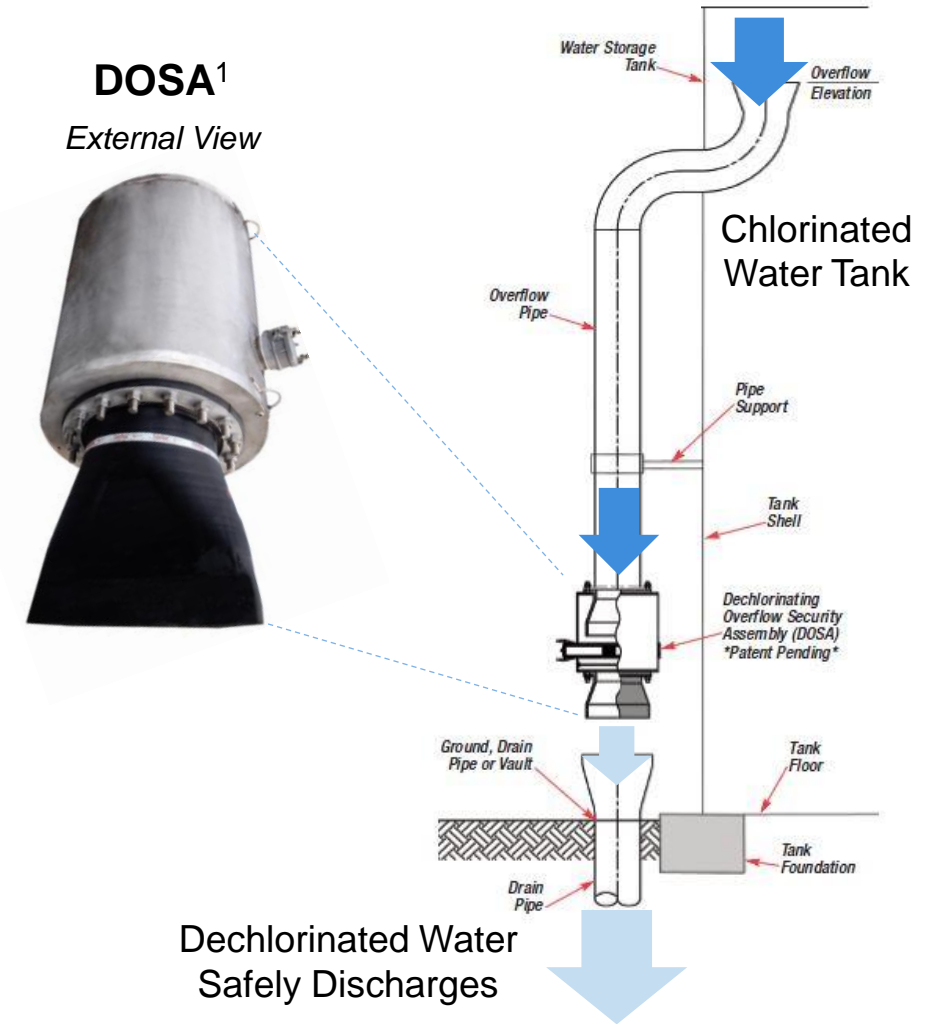 DOSA¹
External View
Water Storage
Tank
Overflow
Elevation
Chlorinated
Water Tank
Overflow
Pipe
Pipe
Support
Tank
Shell
Dechlorinating
Overflow Security
Assembly (DOSA)
*Patent Pending*
Ground, Drain
Pipe or Vault
Tank
Floor
Tank
Foundation
Drain
Pipe
Dechlorinated Water
Safely Discharges